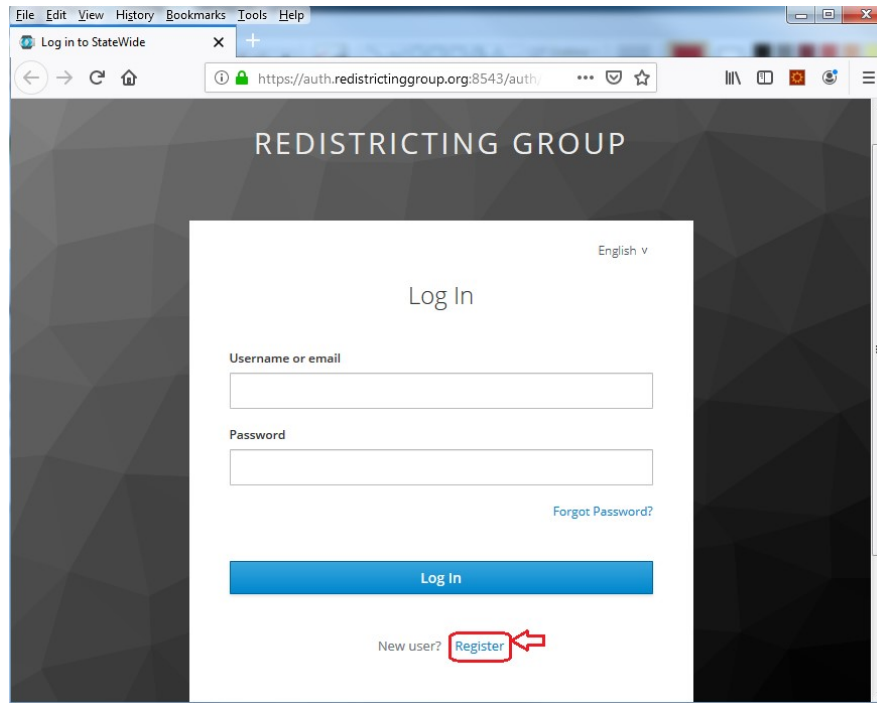 File Edit View History Bookmarks Tools Help
Log in to StateWide
https://auth.redistrictinggroup.org:8543/auth/
REDISTRICTING GROUP
English
Log In
Username or email
Password
Forgot Password?
Log In
New user? Register